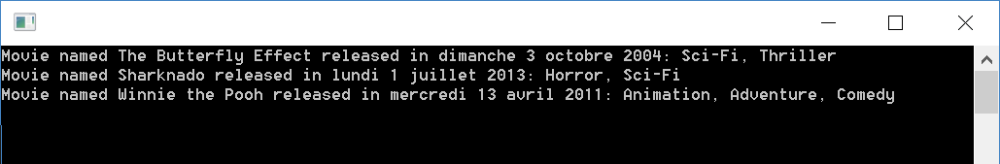 Movie named The Butterfly Effect released in dimanche 3 octobre 2004: Sci-Fi, Thriller
Movie named Sharknado released in lundi 1 juillet 2013: Horror, Sci-Fi
Movie named Winnie the Pooh released in mercredi 13 avril 2011: Animation, Adventure, Comedy